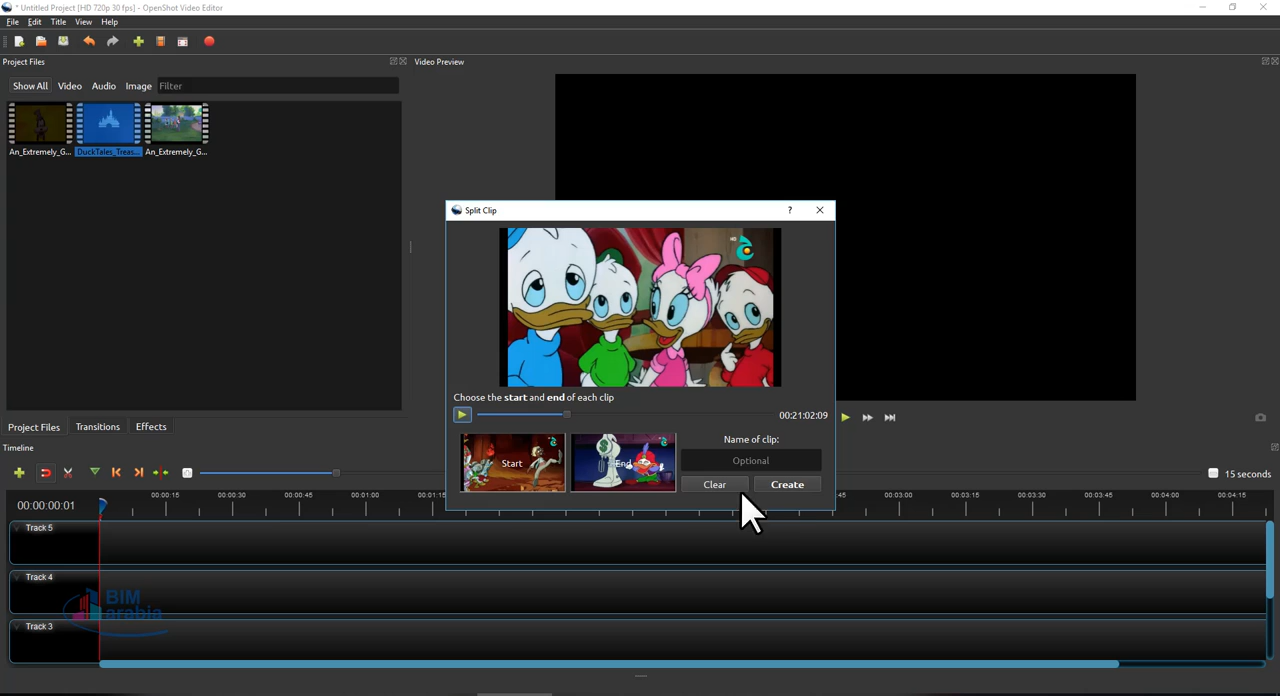 * Untitled Project [HD 720p 30 fps] - OpenShot Video Editor
File Edit Title View Help
Project Files
Video Preview
Show All Video Audio Image Filter
An_Extremely_G... DuckTales_Treas... An_Extremely_G...
Split Clip
?
HD
Choose the start and end of each clip
00:21:02:09
Name of clip:
Start
End
Optional
Clear
Create
Project Files Transitions Effects
Timeline
15 seconds
00:00:00:01
00:00:15 00:00:30 00:00:45 00:01:00 00:01:15 45 00:03:00 00:03:15 00:03:30 00:03:45 00:04:00 00:04:15
Track 5
Track 4
BIM
arabia
Track 3